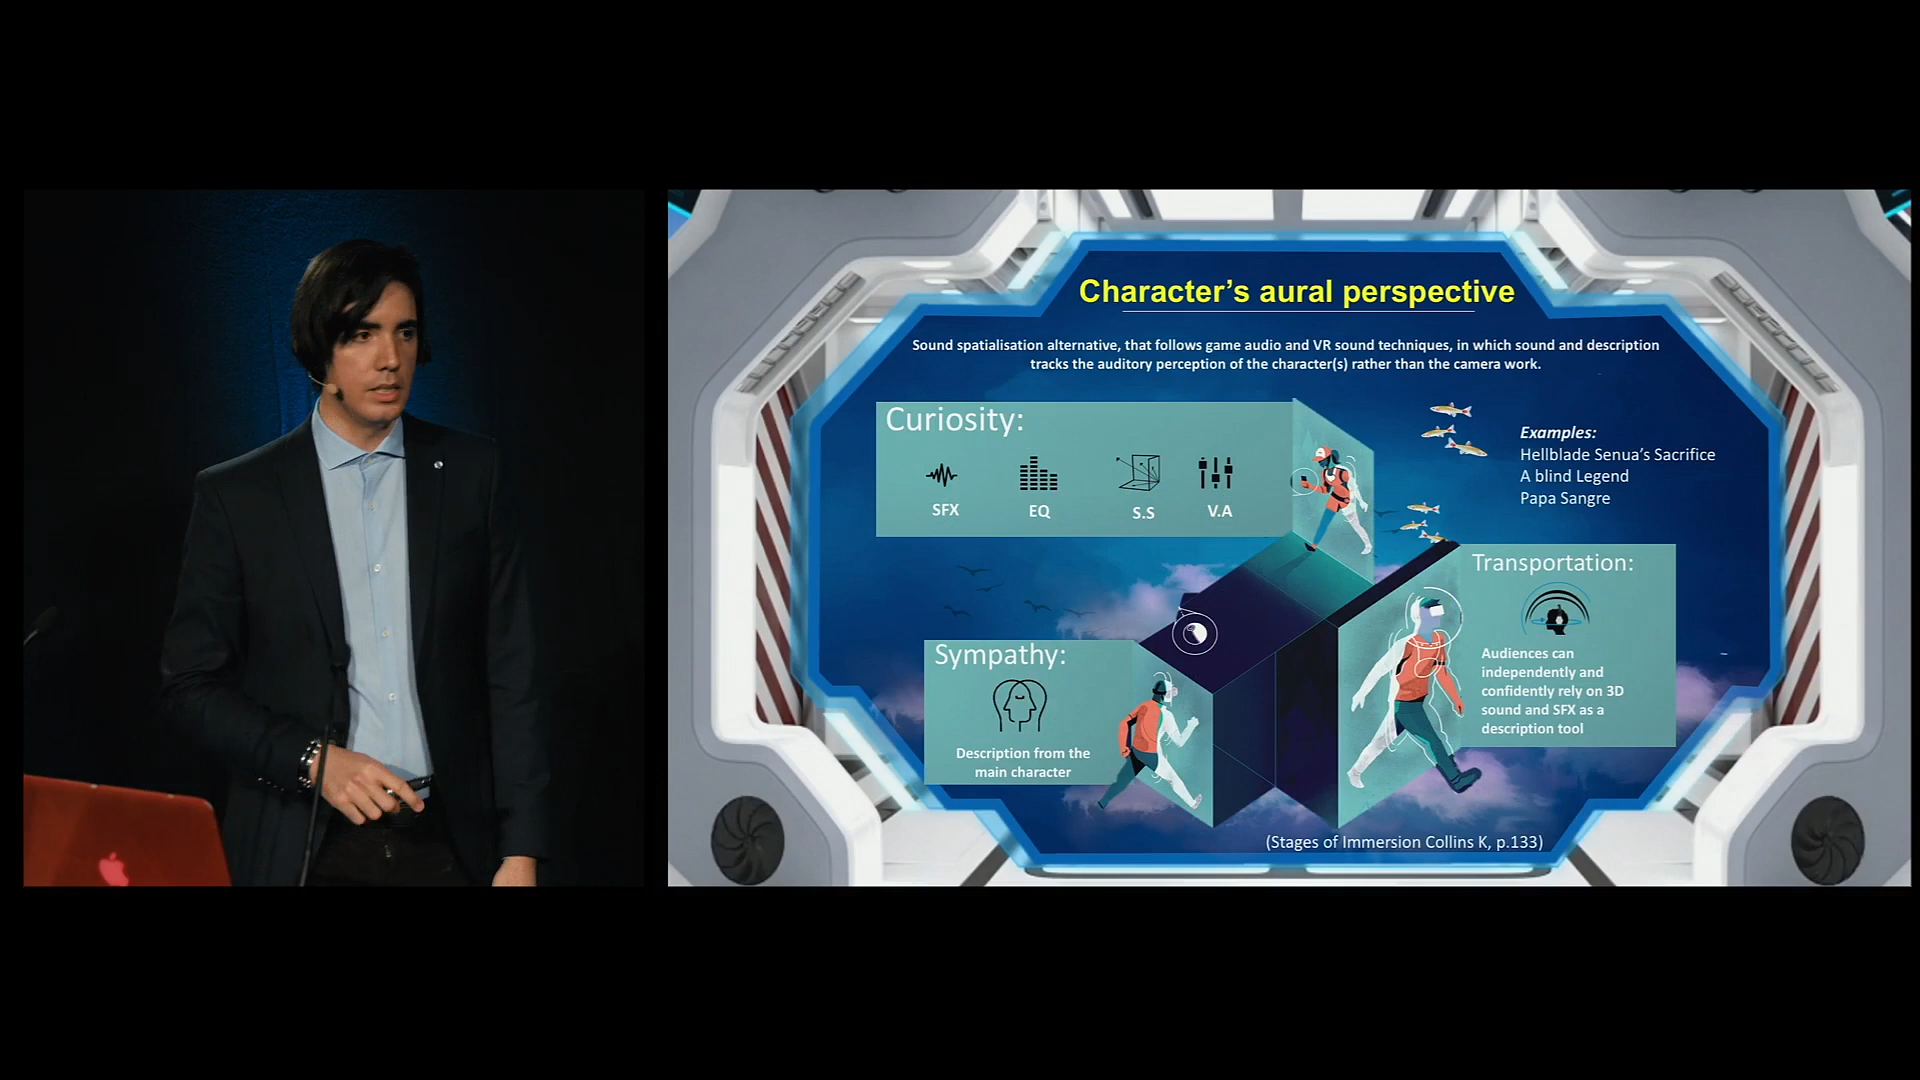 Character’s aural perspective
Sound spatialisation alternative, that follows game audio and VR sound techniques, in which sound and description
tracks the auditory perception of the character(s) rather than the camera work.
Curiosity:
SFX
EQ
S.S
V.A
Examples:
Hellblade Senua’s Sacrifice
A blind Legend
Papa Sangre
Transportation:
Audiences can
independently and
confidently rely on 3D
sound and SFX as a
description tool
Sympathy:
Description from the
main character
(Stages of Immersion Collins K, p.133)